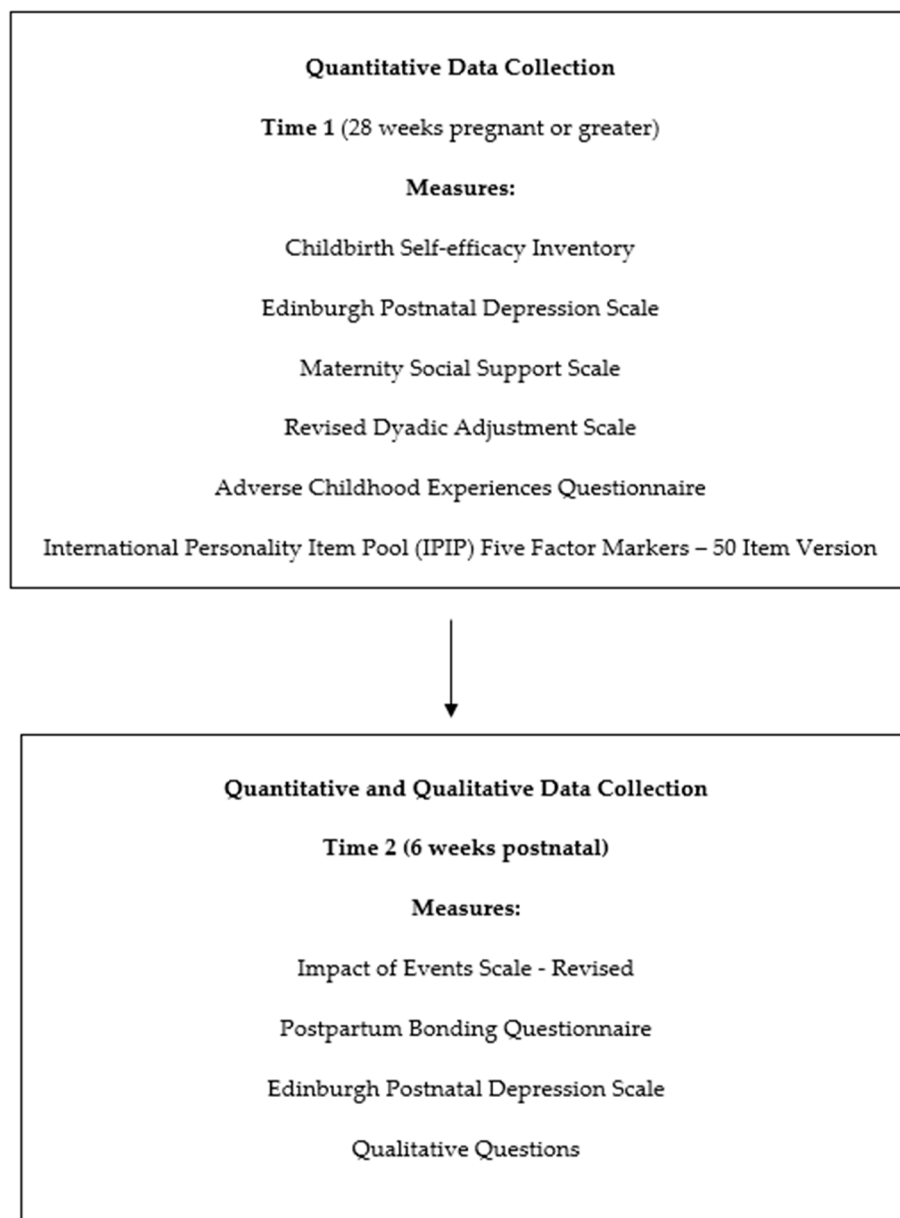 Quantitative Data Collection
Time 1 (28 weeks pregnant or greater)
Measures:
Childbirth Self-efficacy Inventory
Edinburgh Postnatal Depression Scale
Maternity Social Support Scale
Revised Dyadic Adjustment Scale
Adverse Childhood Experiences Questionnaire
International Personality Item Pool (IPIP) Five Factor Markers – 50 Item Version
Quantitative and Qualitative Data Collection
Time 2 (6 weeks postnatal)
Measures:
Impact of Events Scale - Revised
Postpartum Bonding Questionnaire
Edinburgh Postnatal Depression Scale
Qualitative Questions